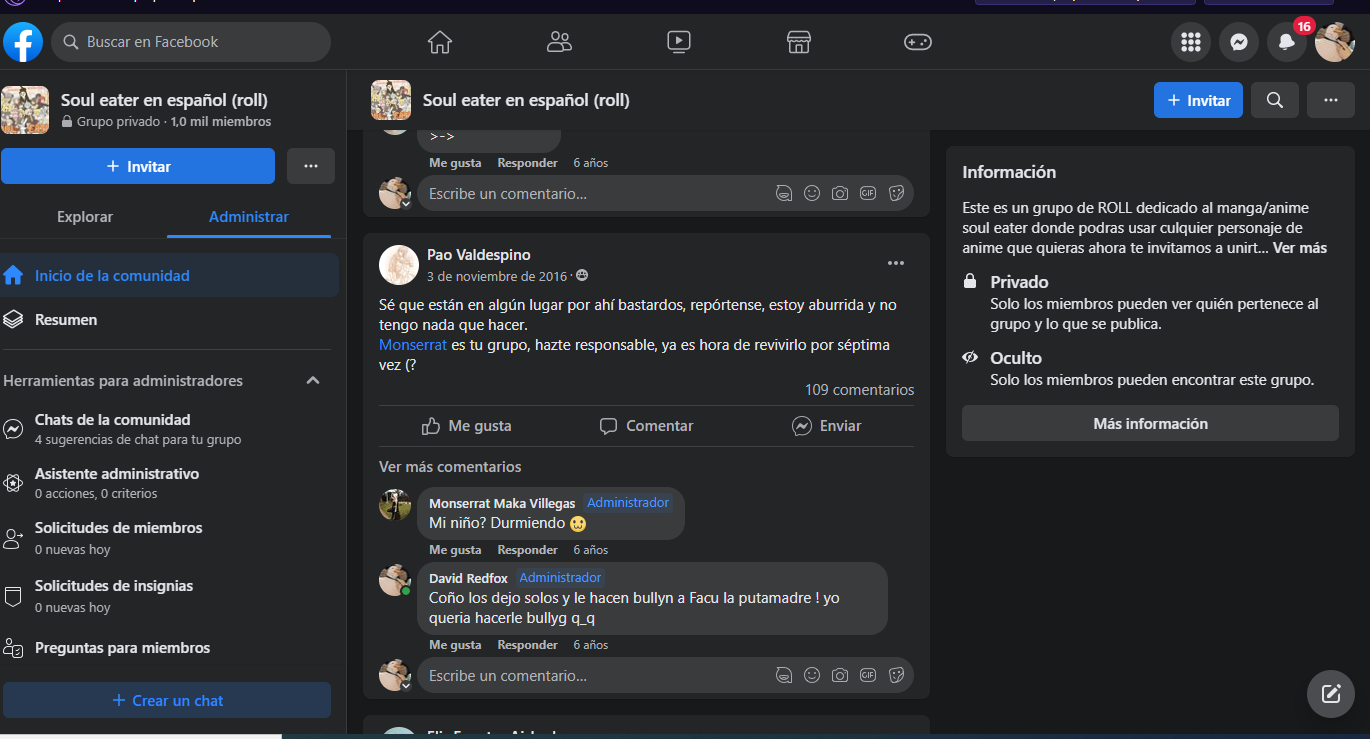 Buscar en Facebook
16
Soul eater en español (roll)
Grupo privado · 1,0 mil miembros
+ Invitar
Explorar
Administrar
Inicio de la comunidad
Resumen
Herramientas para administradores
Chats de la comunidad
4 sugerencias de chat para tu grupo
Asistente administrativo
0 acciones, 0 criterios
Solicitudes de miembros
0 nuevas hoy
Solicitudes de insignias
0 nuevas hoy
Preguntas para miembros
+ Crear un chat
Soul eater en español (roll)
+ Invitar
>->
Me gusta Responder 6 años
Escribe un comentario...
GIF
Pao Valdespino
3 de noviembre de 2016 ·
Sé que están en algún lugar por ahí bastardos, repórtense, estoy aburrida y no
tengo nada que hacer.
Monserrat es tu grupo, hazte responsable, ya es hora de revivirlo por séptima
vez (?
109 comentarios
Me gusta
Comentar
Enviar
Ver más comentarios
Monserrat Maka Villegas Administrador
Mi niño? Durmiendo 🥴
Me gusta Responder 6 años
David Redfox Administrador
Coño los dejo solos y le hacen bullyn a Facu la putamadre ! yo
queria hacerle bullyg q_q
Me gusta Responder 6 años
Escribe un comentario...
GIF
Información
Este es un grupo de ROLL dedicado al manga/anime
soul eater donde podras usar culquier personaje de
anime que quieras ahora te invitamos a unirt... Ver más
Privado
Solo los miembros pueden ver quién pertenece al
grupo y lo que se publica.
Oculto
Solo los miembros pueden encontrar este grupo.
Más información